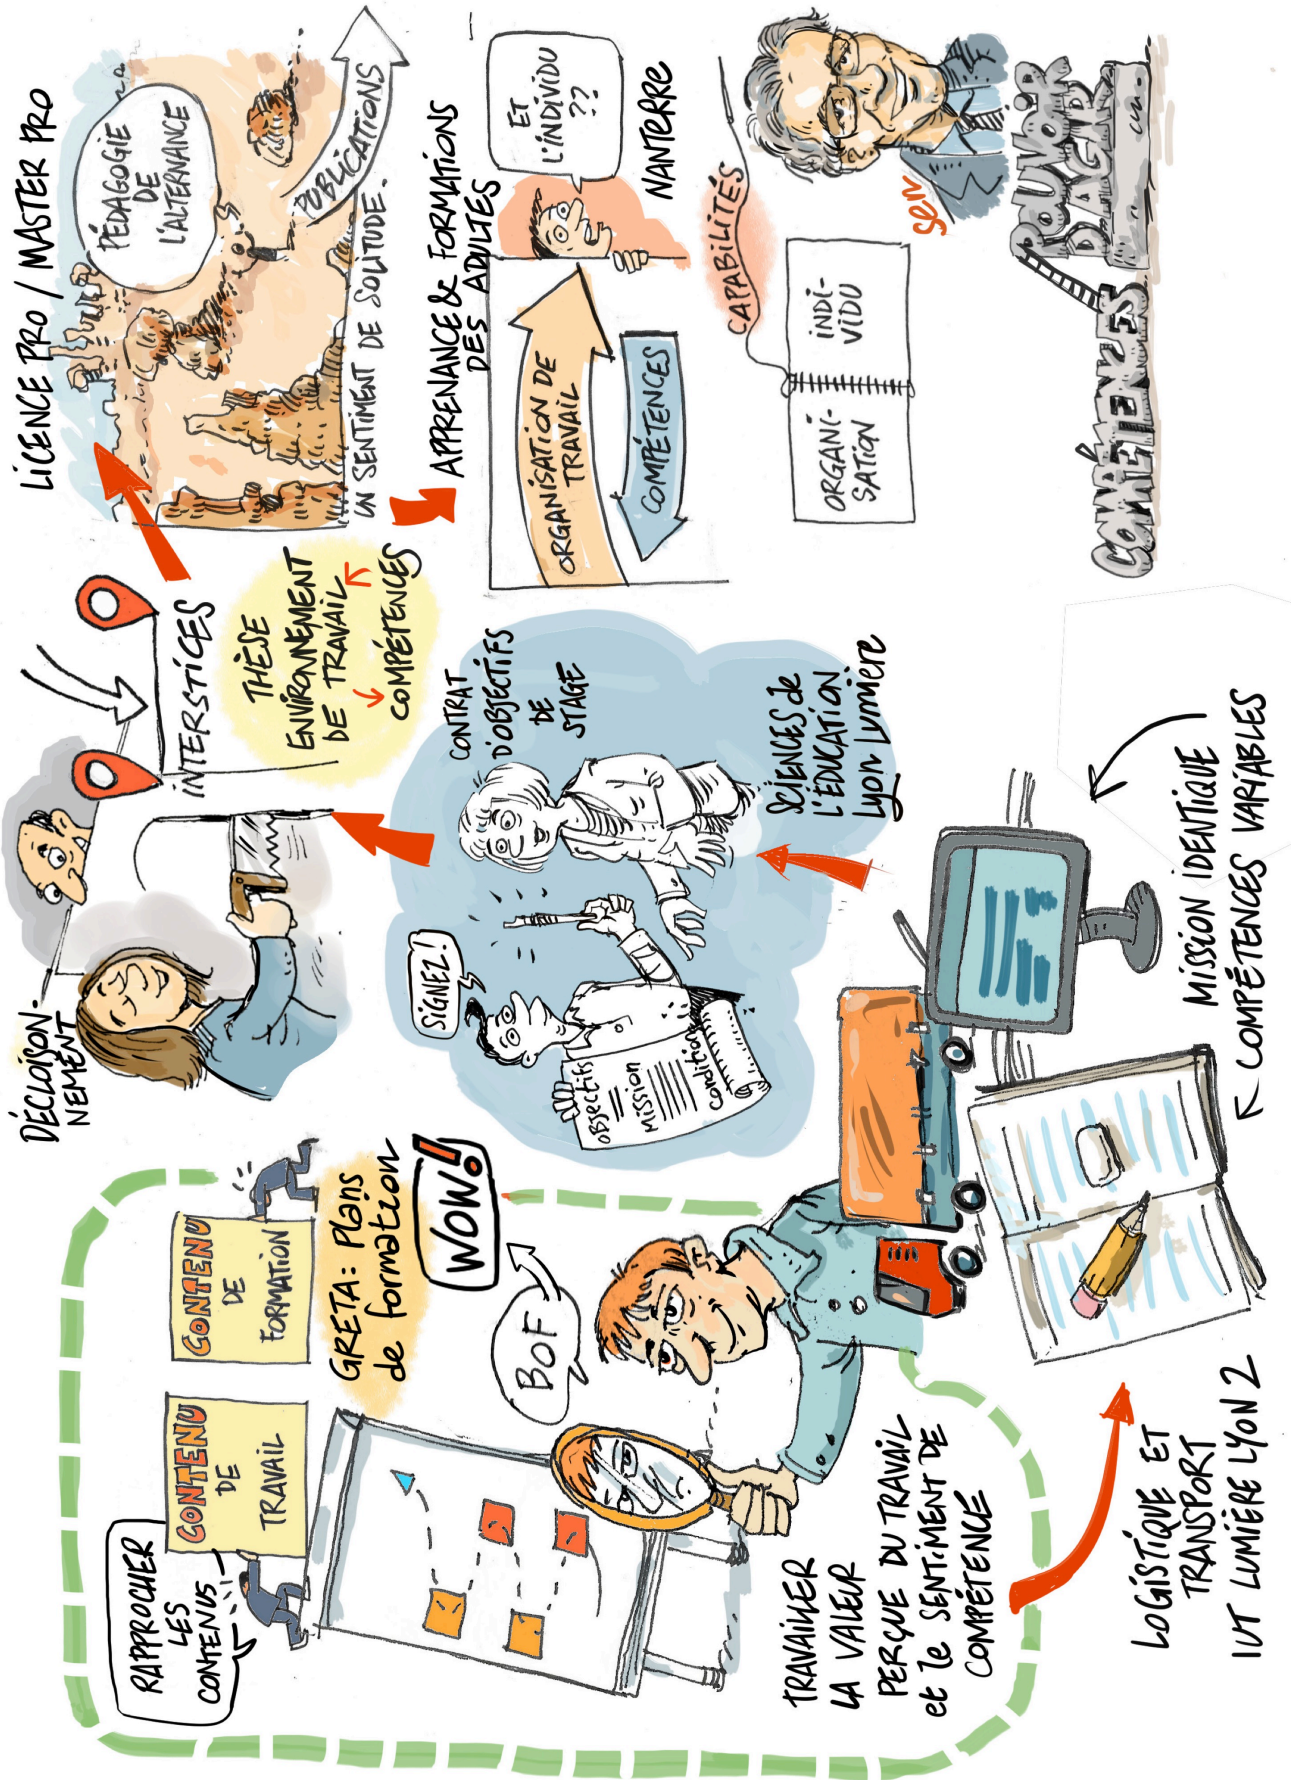 RAPPROCHER
LES
CONTENUS
CONTENU
DE
TRAVAIL
CONTENU
DE
FORMATION
GRETA: Plans
de formation
BOF
WOW!
TRAVAILLER
LA VALEUR
PERÇUE DU TRAVAIL
et le SENTIMENT DE
COMPÉTENCE
LOGISTIQUE ET
TRANSPORT
IUT LUMIÈRE LYON 2
MISSION IDENTIQUE
COMPÉTENCES VARIABLES
SCIENCES de
L'ÉDUCATION
Lyon Lumière
SIGNEZ!
OBJECTIFS
MISSION
Conditions
CONTRAT
D'OBJECTIFS
DE
STAGE
DÉCLOISON-
NEMENT
INTERSTICES
THÈSE
ENVIRONNEMENT
DE TRAVAIL
COMPÉTENCES
LICENCE PRO / MASTER PRO
PÉDAGOGIE
DE
L'ALTERNANCE
PUBLICATIONS
UN SENTIMENT DE SOLITUDE.
APPRENANCE & FORMATIONS
DES ADULTES
ORGANISATION DE
TRAVAIL
COMPÉTENCES
ET
L'INDIVIDU
??
NANTERRE
CAPABILITÉS
ORGANI-
SATION
INDI-
VIDU
Sen
COMPÉTENCES
POUVOIR
D'AGIR